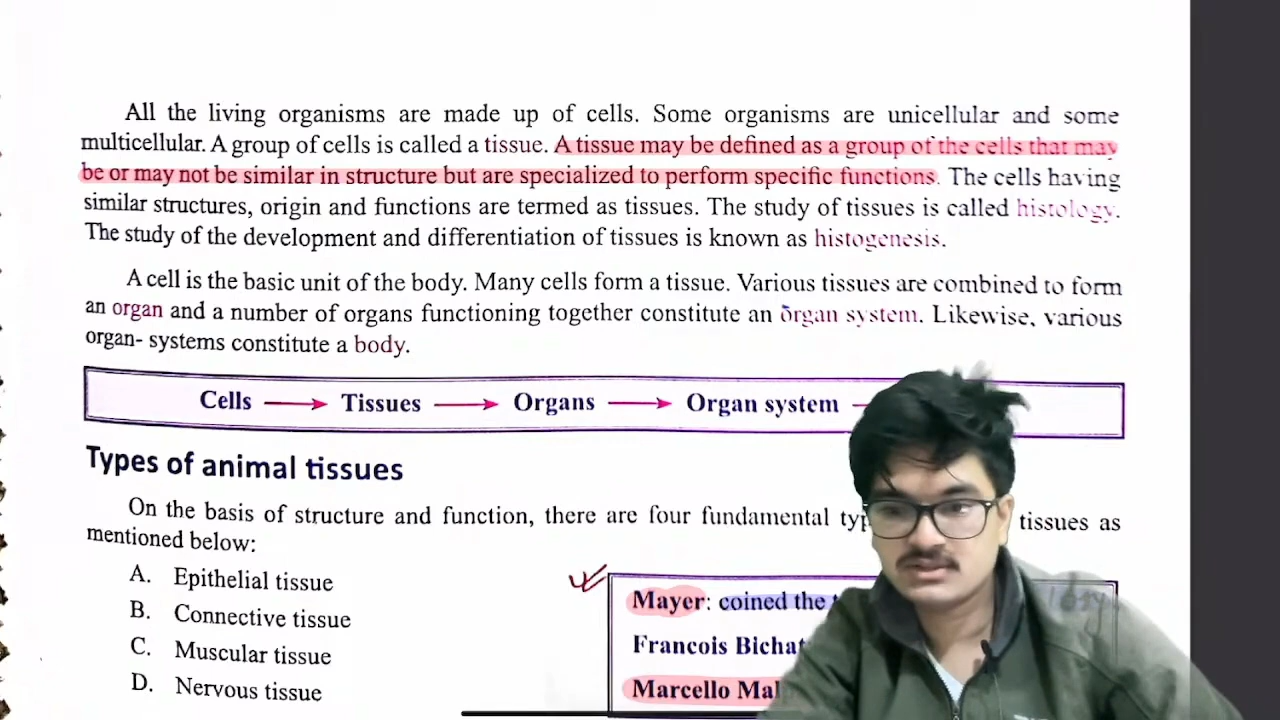 All the living organisms are made up of cells. Some organisms are unicellular and some
multicellular. A group of cells is called a tissue. A tissue may be defined as a group of the cells that may
be or may not be similar in structure but are specialized to perform specific functions. The cells having
similar structures, origin and functions are termed as tissues. The study of tissues is called histology.
The study of the development and differentiation of tissues is known as histogenesis.
A cell is the basic unit of the body. Many cells form a tissue. Various tissues are combined to form
an organ and a number of organs functioning together constitute an organ system. Likewise, various
organ- systems constitute a body.
Cells → Tissues → Organs → Organ system
Types of animal tissues
On the basis of structure and function, there are four fundamental tissues as
mentioned below:
A. Epithelial tissue
B. Connective tissue
C. Muscular tissue
D. Nervous tissue
Mayer: coined the
Francois Bichat
Marcello